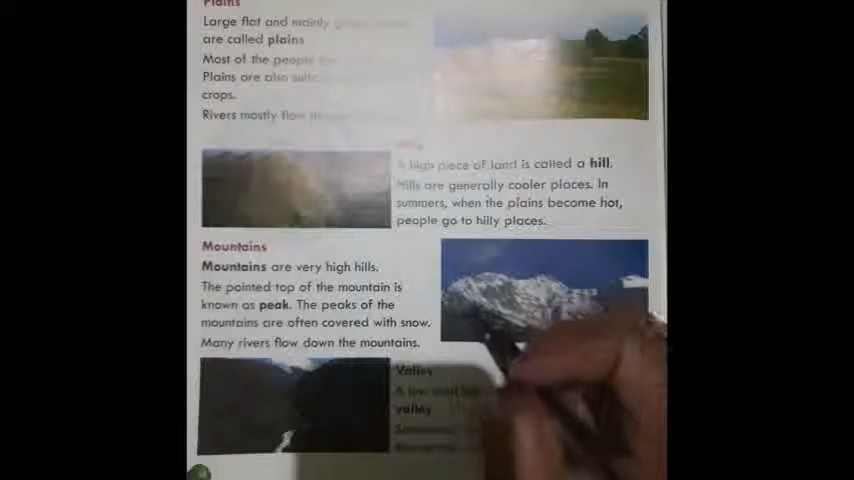 Plains
Large flat and mainly
are called plains
Most of the people
Plains are also
crops.
Rivers mostly flow
A high piece of land is called a hill.
Hills are generally cooler places. In
summers, when the plains become hot,
people go to hilly places.
Mountains
Mountains are very high hills.
The pointed top of the mountain is
known as peak. The peaks of the
mountains are often covered with snow.
Many rivers flow down the mountains.
Valley
A low
valley